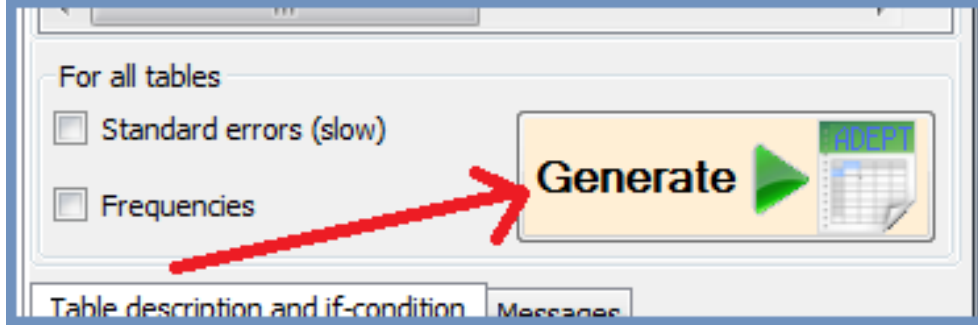 For all tables
Standard errors (slow)
Frequencies
Generate
ADEPT
Table description and if-condition
Messages